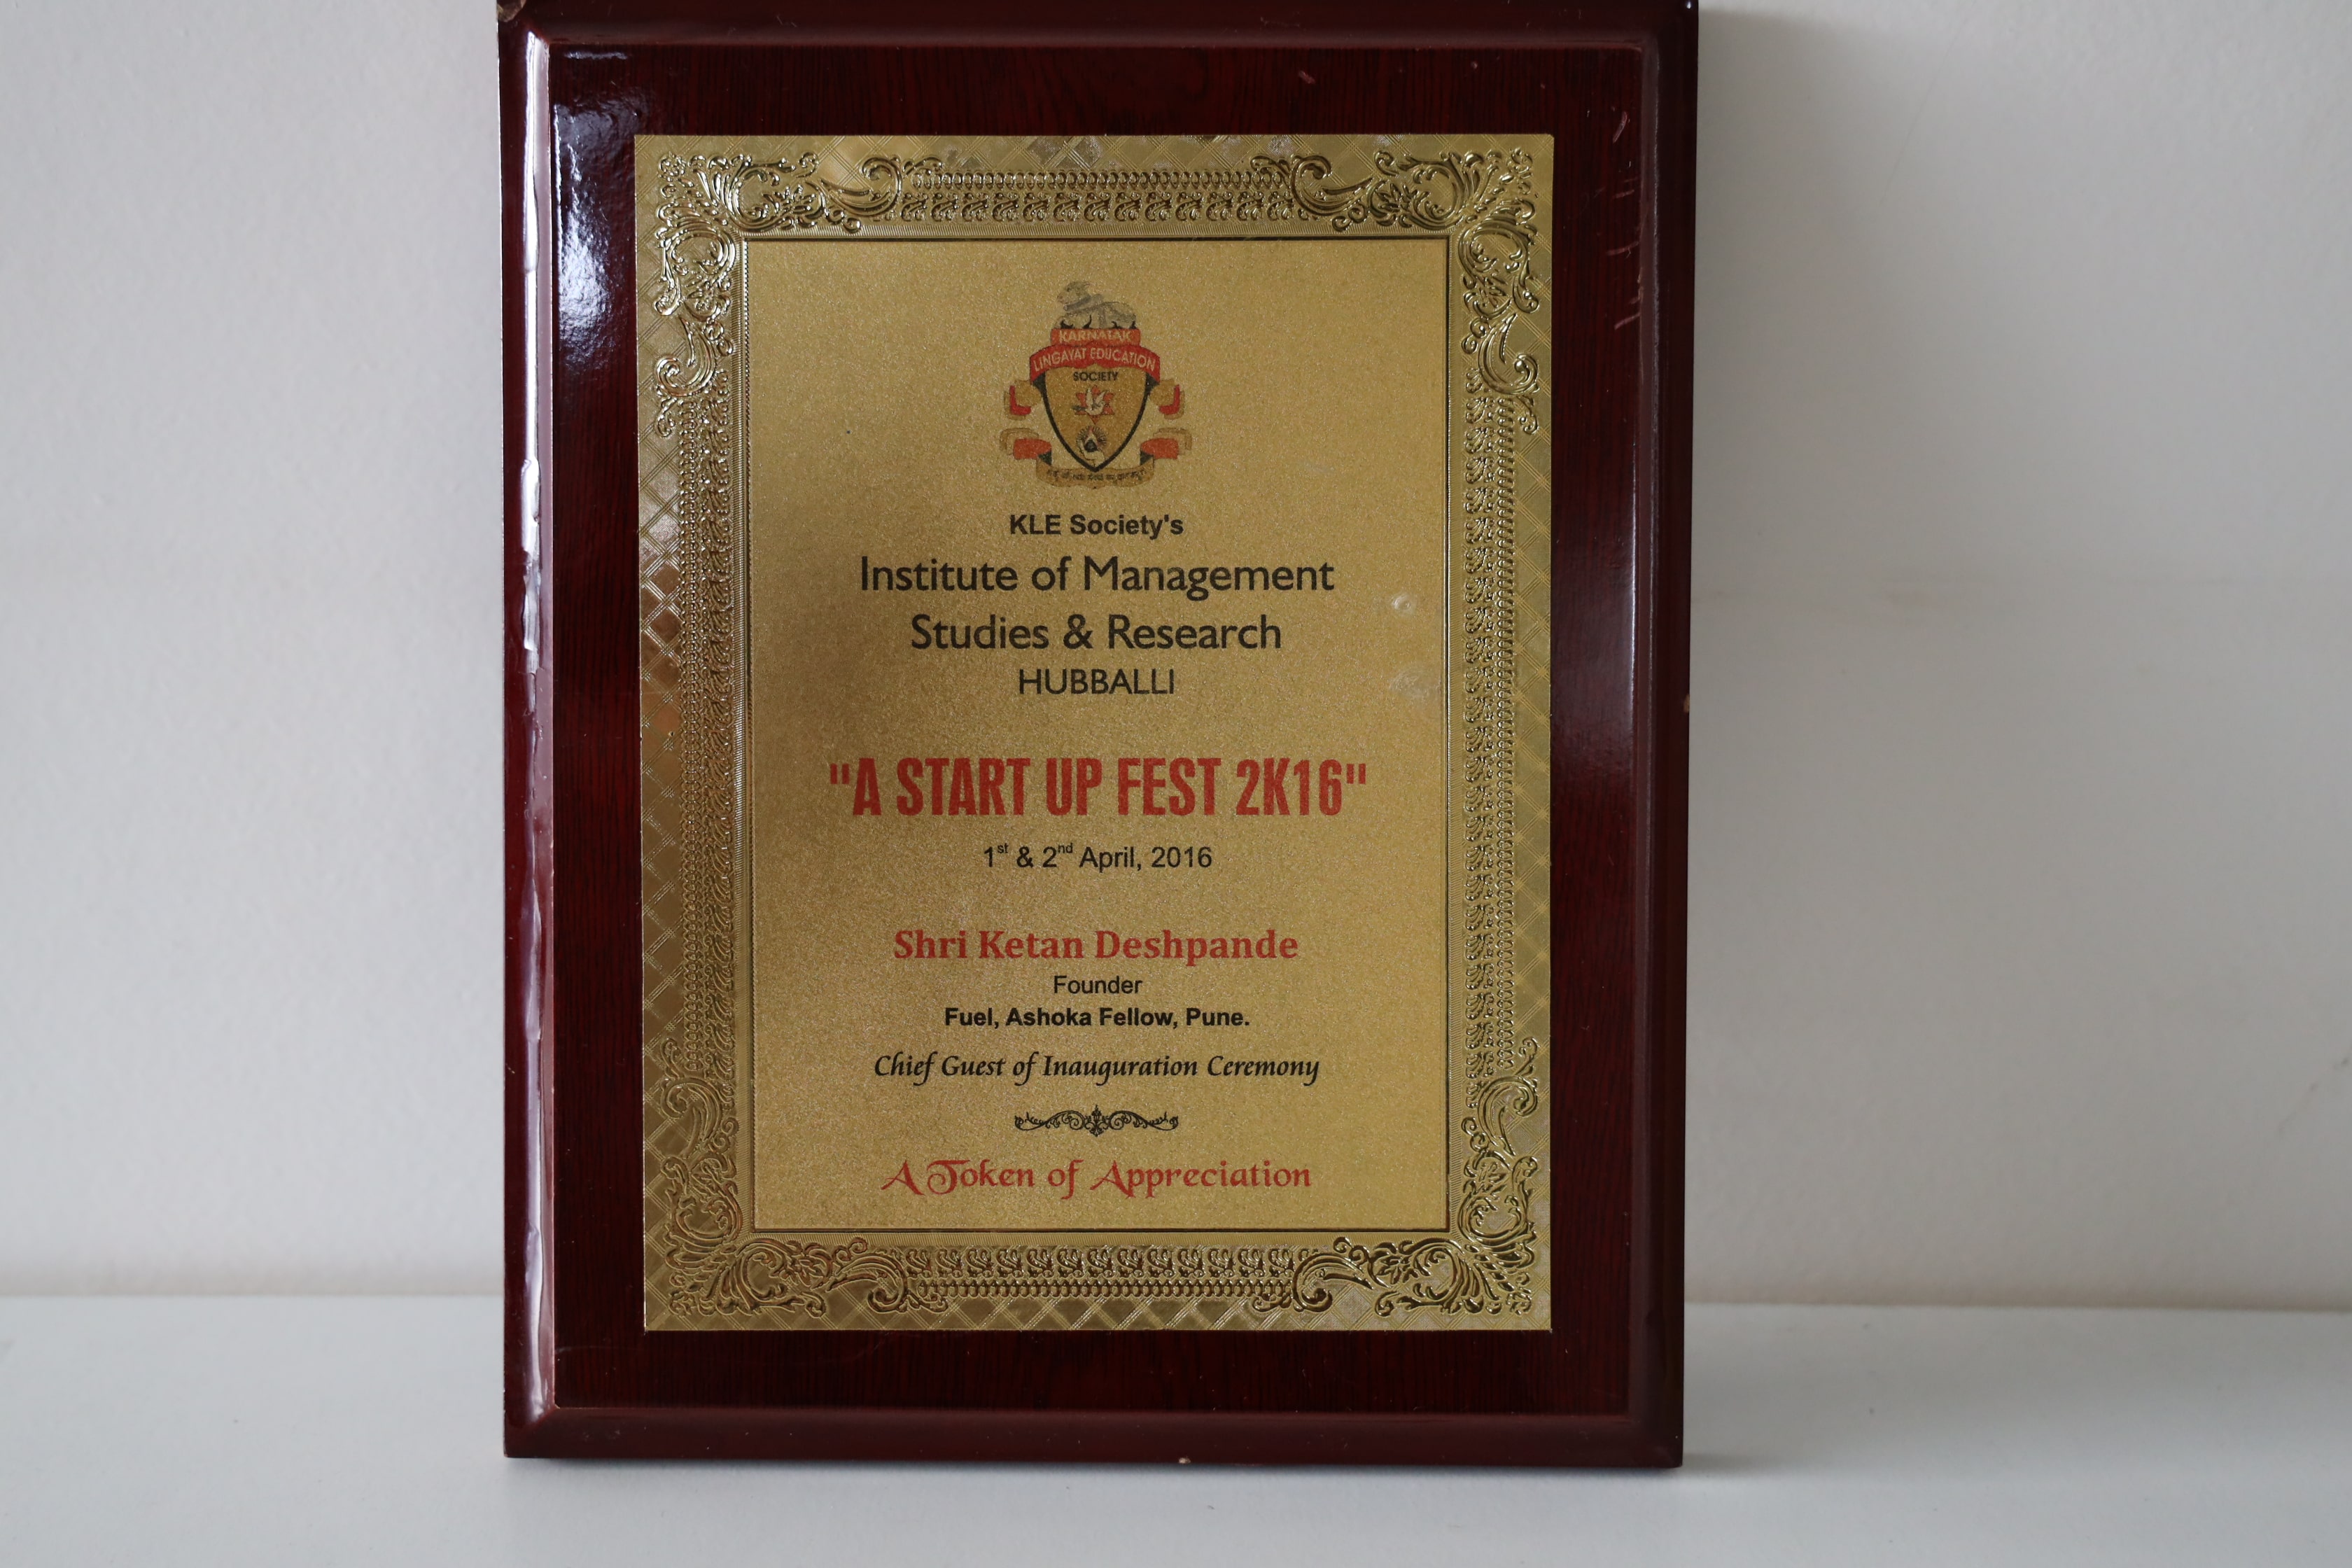 KARNATAK
LINGAYAT EDUCATION
SOCIETY
KLE Society's
Institute of Management
Studies & Research
HUBBALLI
"A START UP FEST 2K16"
1st & 2nd April, 2016
Shri Ketan Deshpande
Founder
Fuel, Ashoka Fellow, Pune.
Chief Guest of Inauguration Ceremony
A Token of Appreciation